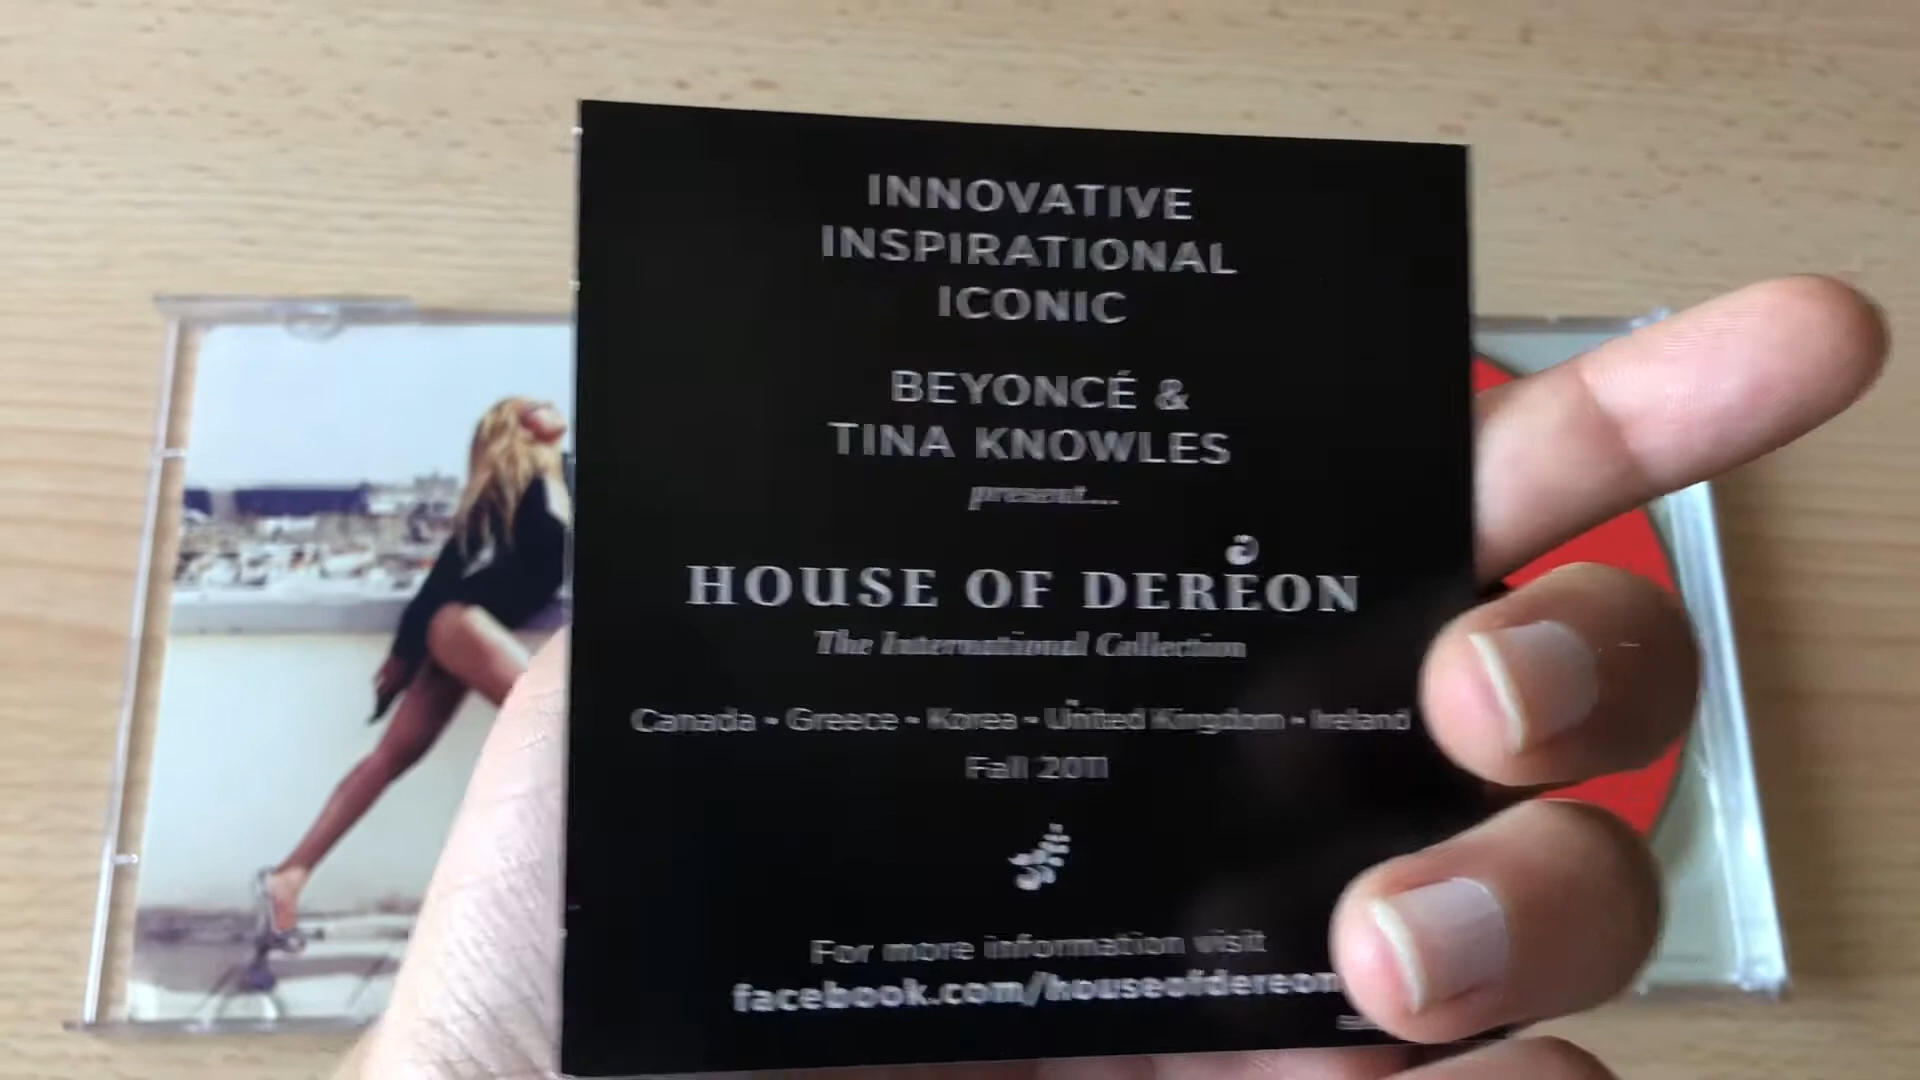 INNOVATIVE
INSPIRATIONAL
ICONIC
BEYONCÉ &
TINA KNOWLES
present...
HOUSE OF DERÉON
The International Collection
Canada - Greece - Korea - United Kingdom - Ireland
Fall 2011
For more information visit
facebook.com/houseofdereon